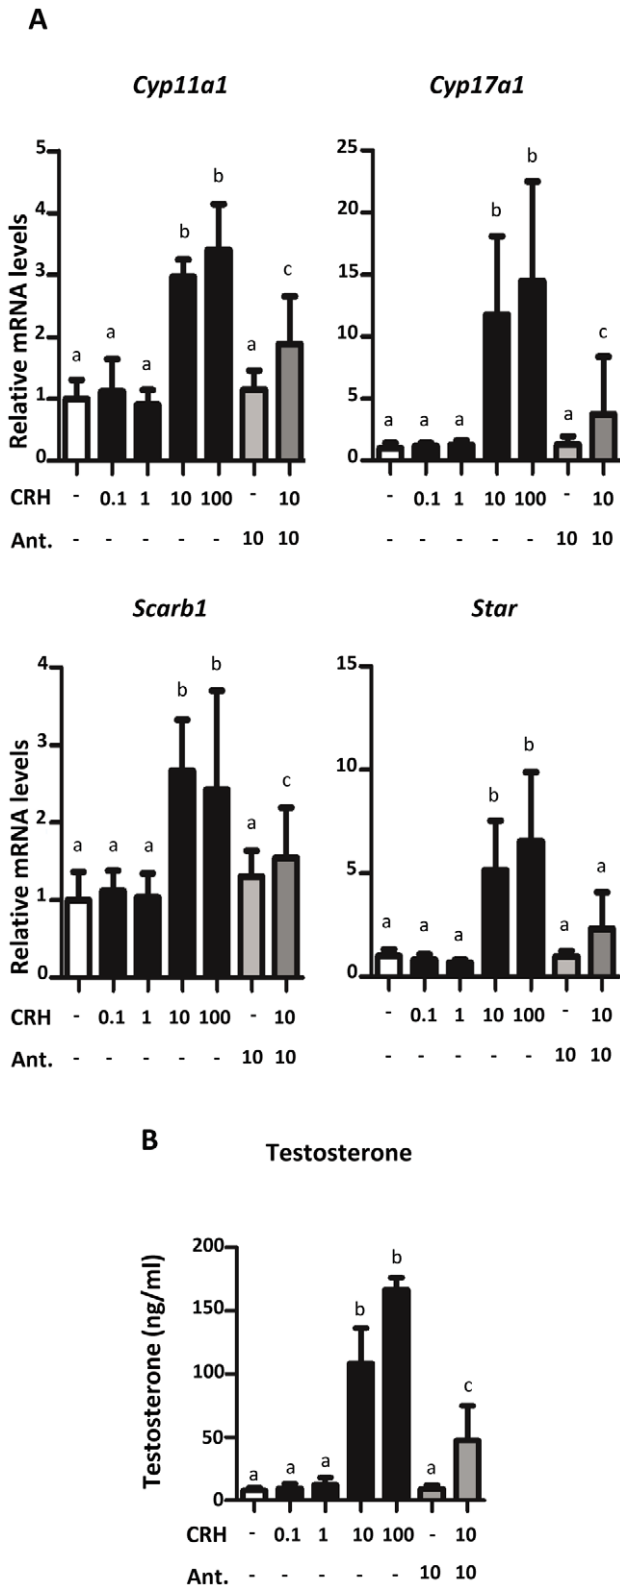 A
Cyp11a1 Cyp17a1
Relative mRNA levels
5
4
3
2
1
0
a a a b b a c
CRH - 0.1 1 10 100 - 10
Ant. - - - - - 10 10
25
20
15
10
5
0
a a a b b a c
- 0.1 1 10 100 - 10
- - - - - 10 10
Scarb1 Star
Relative mRNA levels
4
3
2
1
0
a a a b b a c
CRH - 0.1 1 10 100 - 10
Ant. - - - - - 10 10
15
10
5
0
a a a b b a a
- 0.1 1 10 100 - 10
- - - - - 10 10
B
Testosterone
Testosterone (ng/ml)
200
150
100
50
0
a a a b b a c
CRH - 0.1 1 10 100 - 10
Ant. - - - - - 10 10